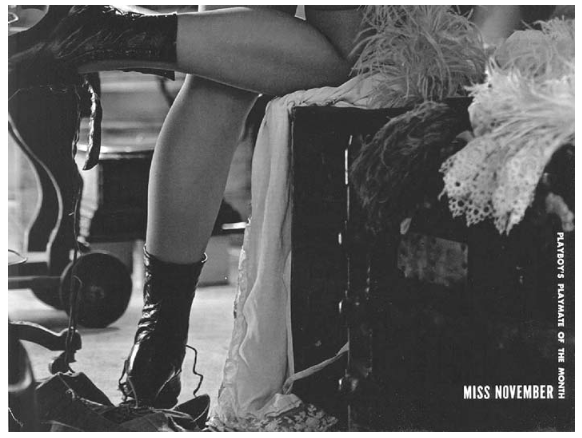 PLAYBOY'S PLAYMATE OF THE MONTH
MISS NOVEMBER